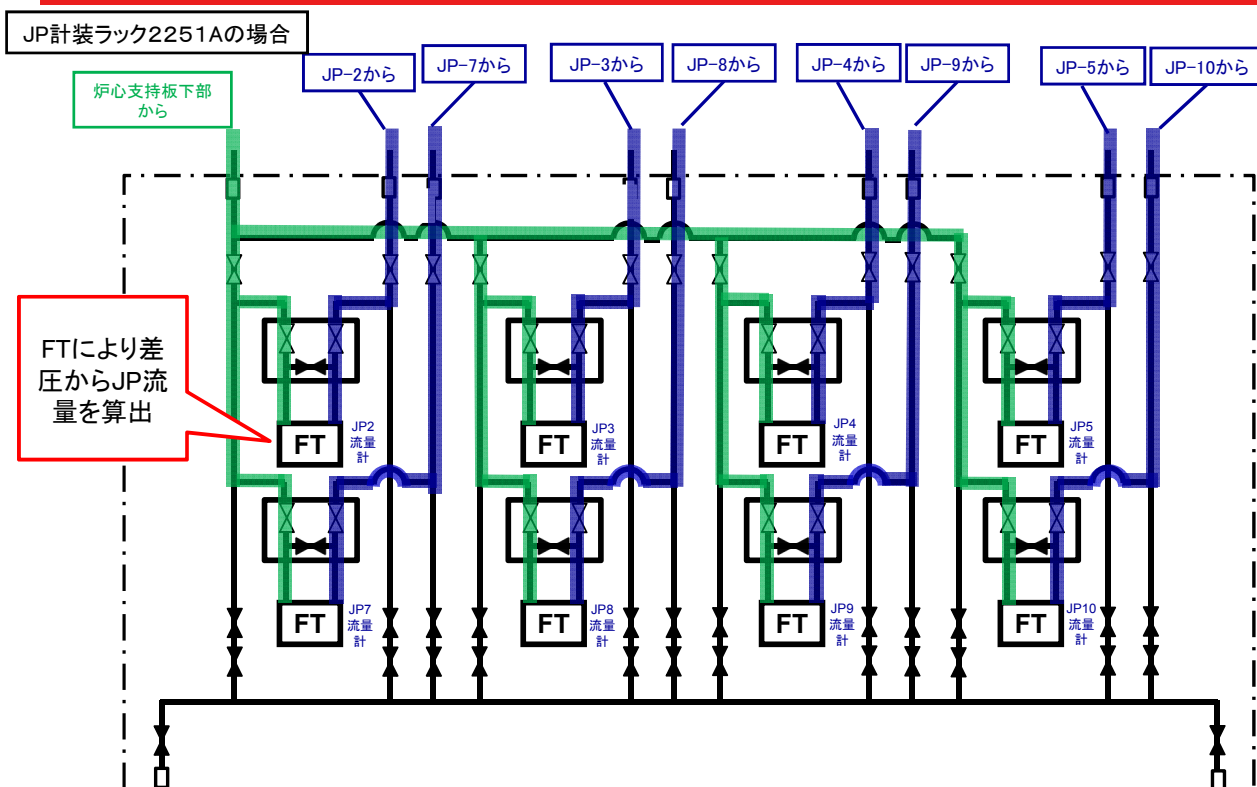 JP計装ラック2251Aの場合
炉心支持板下部
から
JP-2から
JP-7から
JP-3から
JP-8から
JP-4から
JP-9から
JP-5から
JP-10から
FTにより差
圧からJP流
量を算出
FT
JP2
流量
計
FT
JP3
流量
計
FT
JP4
流量
計
FT
JP5
流量
計
FT
JP7
流量
計
FT
JP8
流量
計
FT
JP9
流量
計
FT
JP10
流量
計